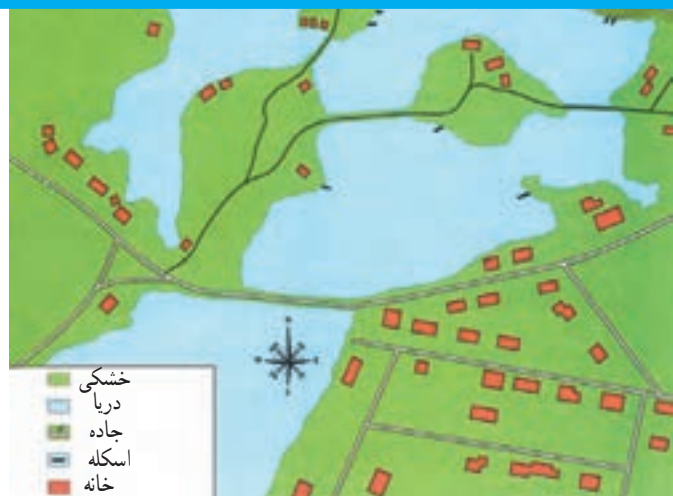 خشکی
دریا
جاده
اسکله
خانه